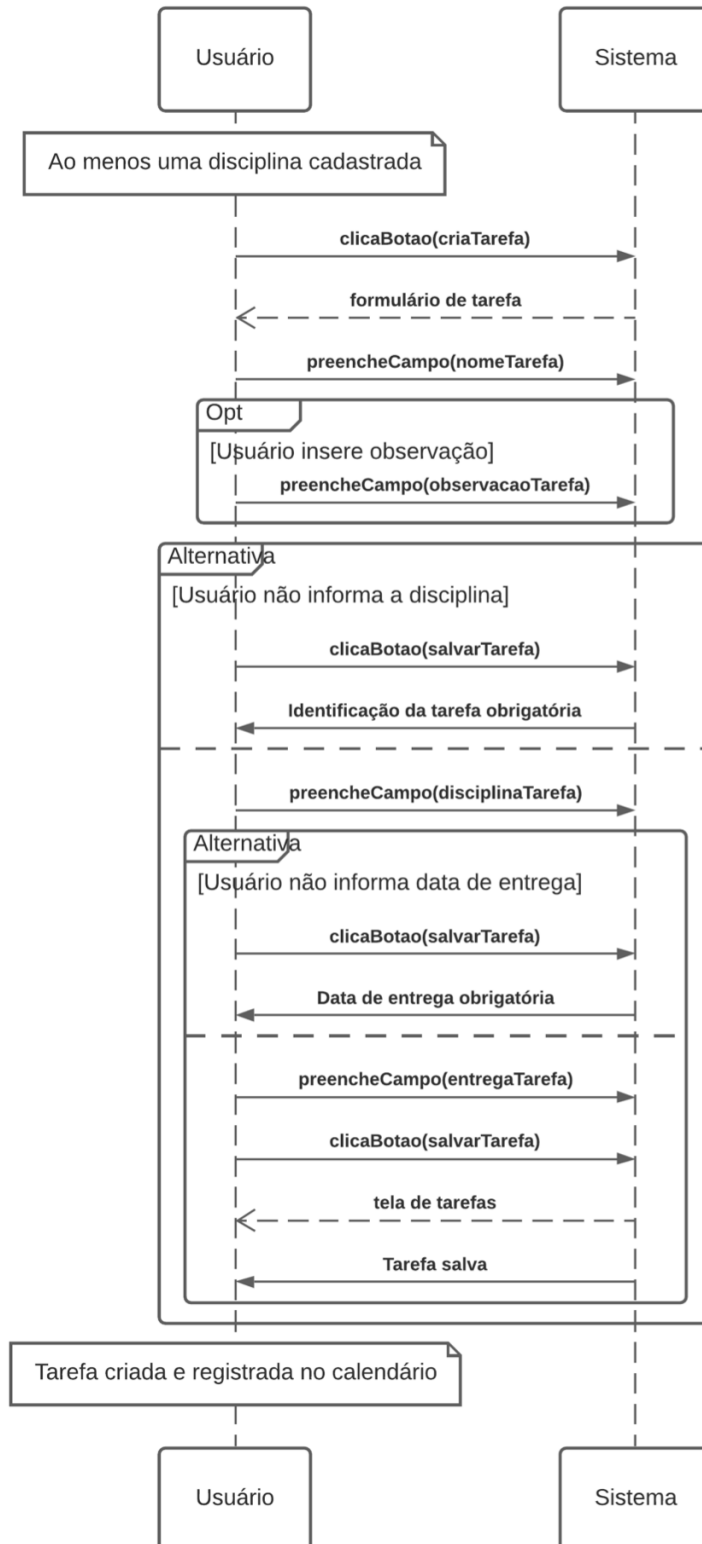 Usuário
Sistema
Ao menos uma disciplina cadastrada
clicaBotao(criaTarefa)
formulário de tarefa
preencheCampo(nomeTarefa)
Opt
[Usuário insere observação]
preencheCampo(observacaoTarefa)
Alternativa
[Usuário não informa a disciplina]
clicaBotao(salvarTarefa)
Identificação da tarefa obrigatória
preencheCampo(disciplinaTarefa)
Alternativa
[Usuário não informa data de entrega]
clicaBotao(salvarTarefa)
Data de entrega obrigatória
preencheCampo(entregaTarefa)
clicaBotao(salvarTarefa)
tela de tarefas
Tarefa salva
Tarefa criada e registrada no calendário
Usuário
Sistema